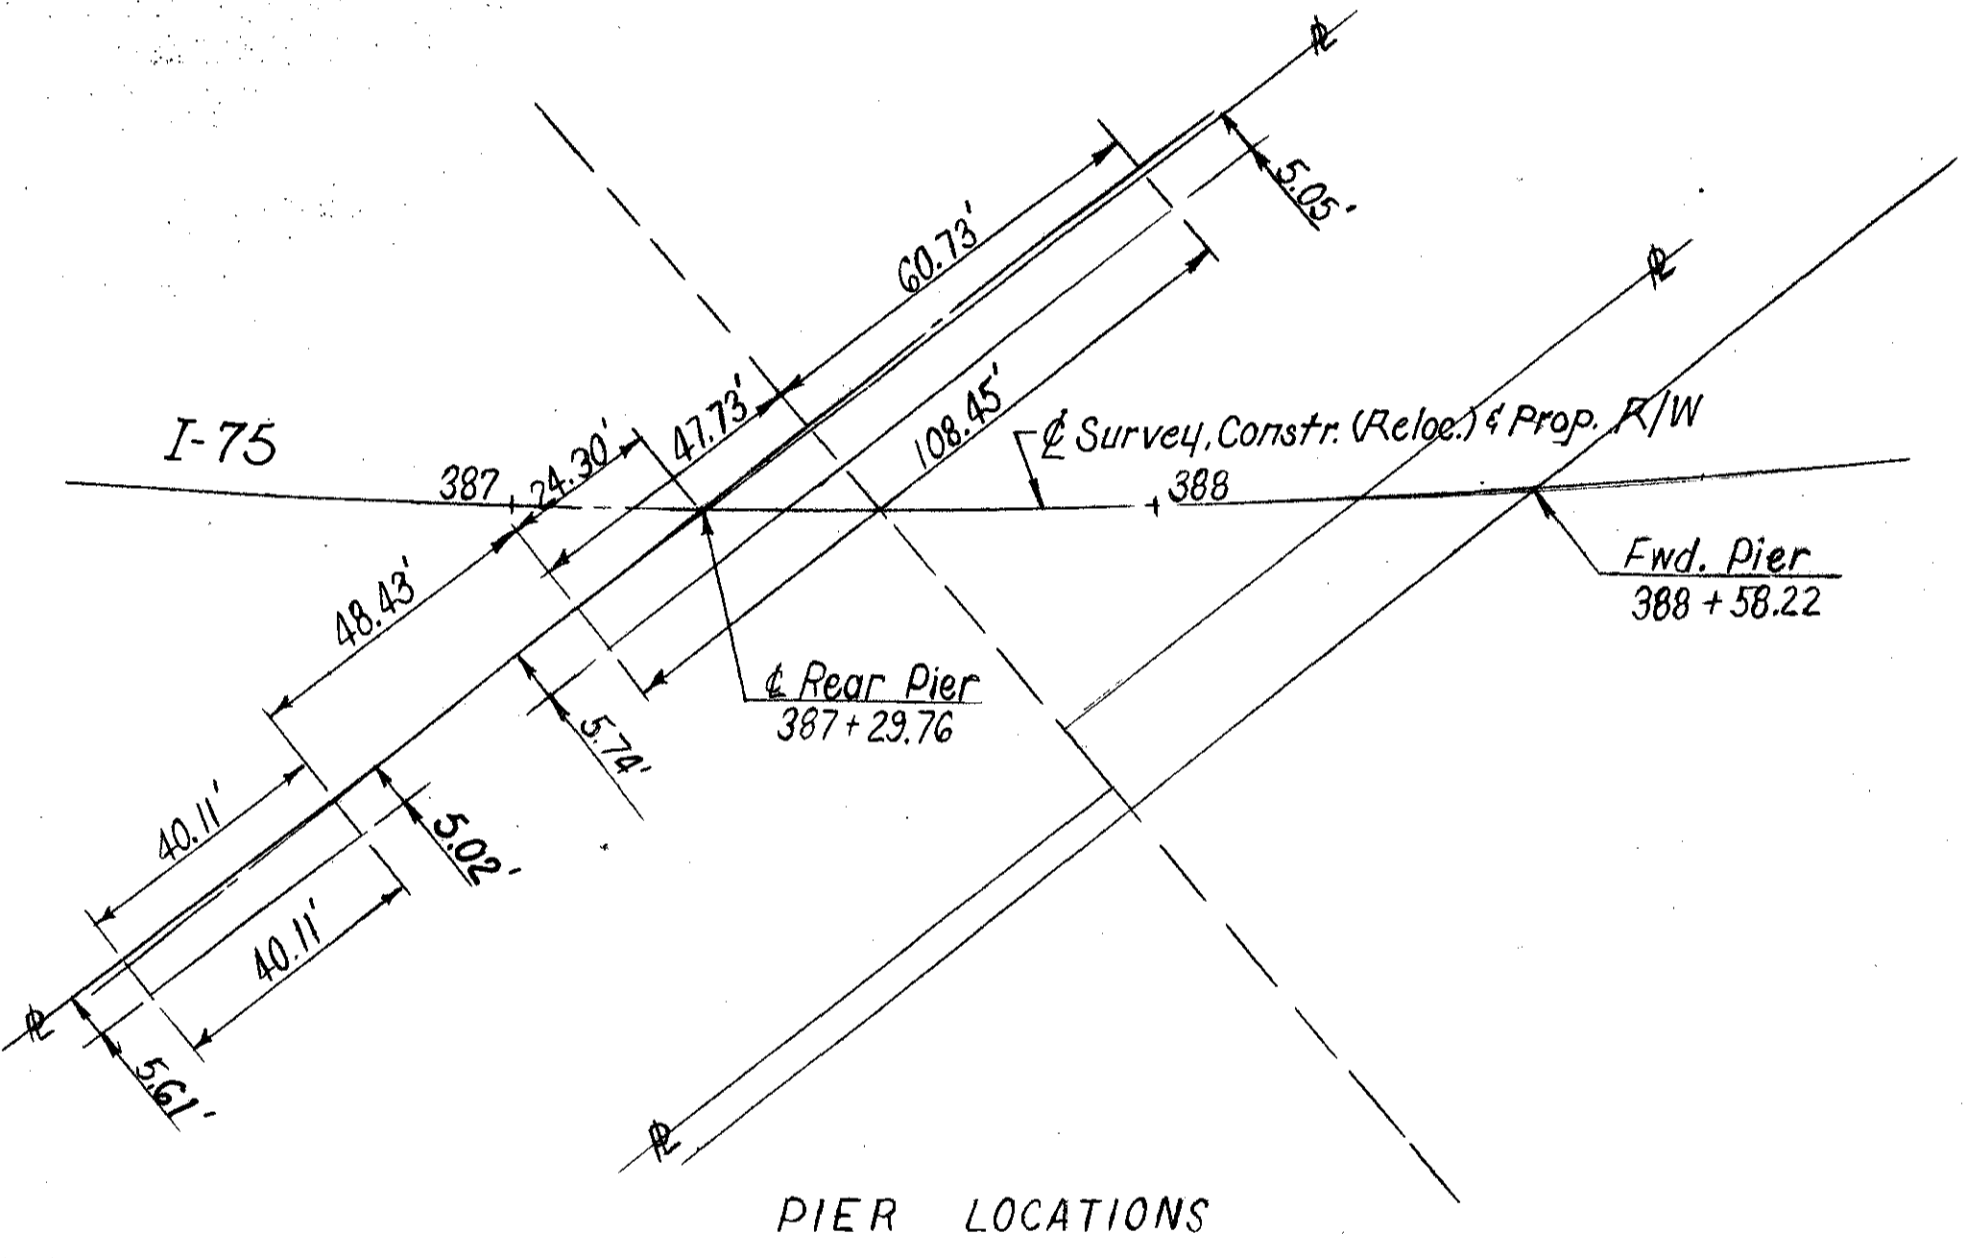 ℄
5.05'
60.73'
℄
I-75
24.30'
47.73'
108.45'
℄ Survey, Constr. (Reloc.) & Prop. R/W
387
388
48.43'
Fwd. Pier
388 + 58.22
℄ Rear Pier
387 + 29.76
5.74'
40.11'
5.02'
40.11'
℄
5.61'
℄
PIER LOCATIONS